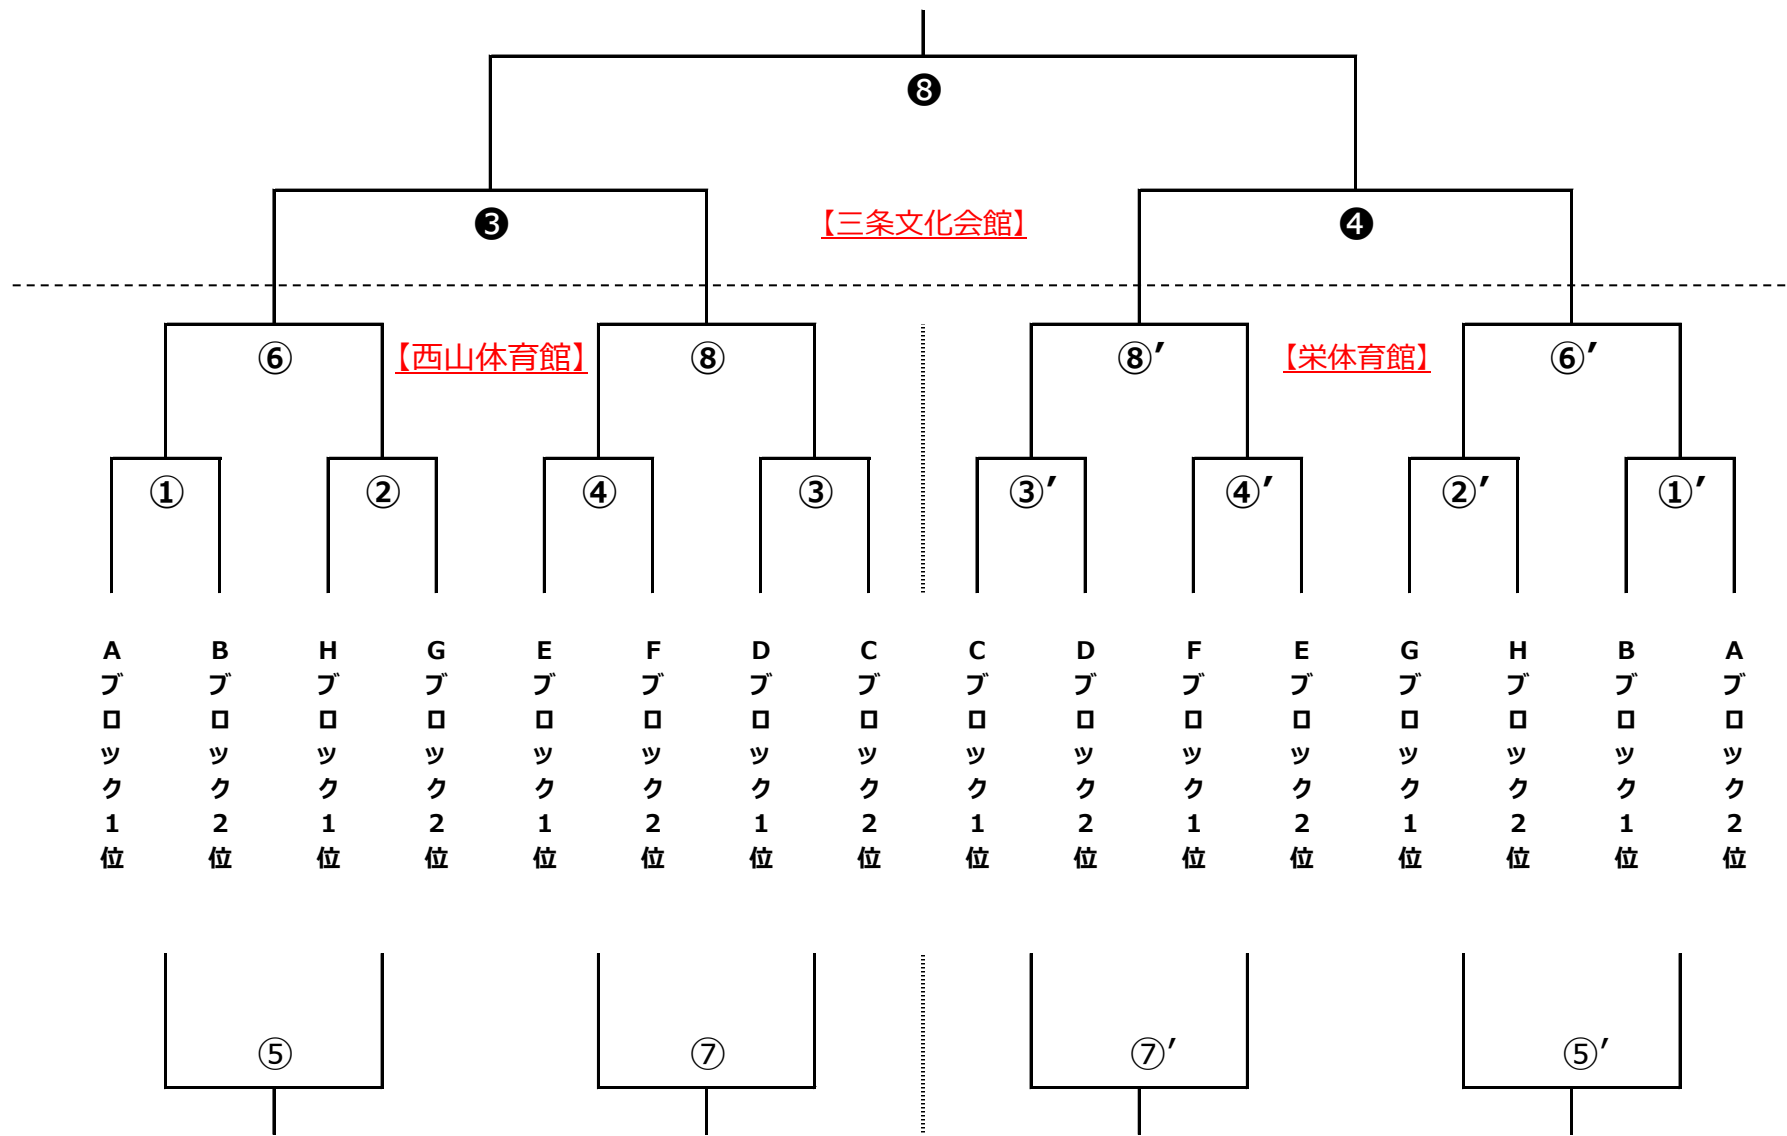 ❽
❸
【三条文化会館】
❹
⑥
【西山体育館】
⑧
⑧′
【栄体育館】
⑥′
①
②
④
③
③′
④′
②′
①′
Aブロック1位
Bブロック2位
Hブロック1位
Gブロック2位
Eブロック1位
Fブロック2位
Dブロック1位
Cブロック2位
Cブロック1位
Dブロック2位
Fブロック1位
Eブロック2位
Gブロック1位
Hブロック2位
Bブロック1位
Aブロック2位
⑤
⑦
⑦′
⑤′